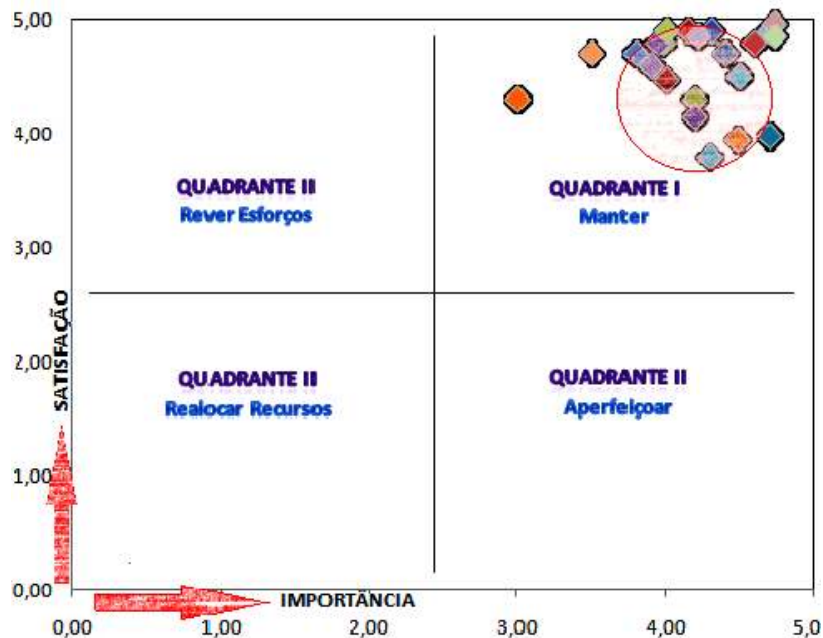 5,00
4,00
3,00
2,00
1,00
0,00
SATISFAÇÃO
QUADRANTE II
Rever Esforços
QUADRANTE I
Manter
QUADRANTE II
Realocar Recursos
QUADRANTE II
Aperfeiçoar
IMPORTÂNCIA
0,00 1,00 2,00 3,00 4,00 5,0